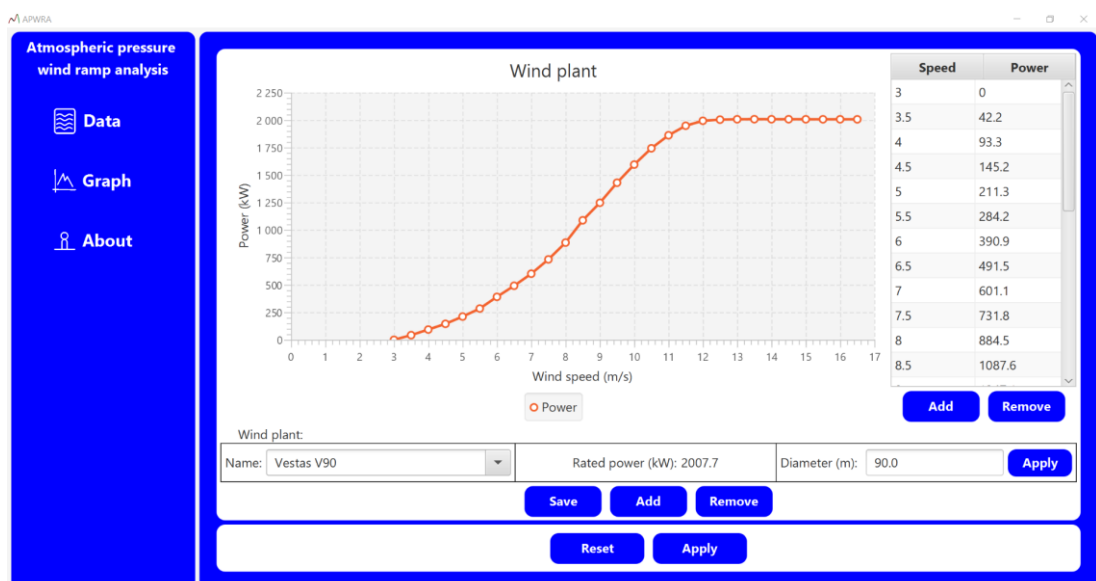 APWRA
Atmospheric pressure
wind ramp analysis
Data
Graph
About
Wind plant
Power (kW)
2 250
2 000
1 750
1 500
1 250
1 000
750
500
250
0
0 1 2 3 4 5 6 7 8 9 10 11 12 13 14 15 16 17
Wind speed (m/s)
Power
Speed Power
3 0
3.5 42.2
4 93.3
4.5 145.2
5 211.3
5.5 284.2
6 390.9
6.5 491.5
7 601.1
7.5 731.8
8 884.5
8.5 1087.6
Add Remove
Wind plant:
Name: Vestas V90 Rated power (kW): 2007.7 Diameter (m): 90.0 Apply
Save Add Remove
Reset Apply